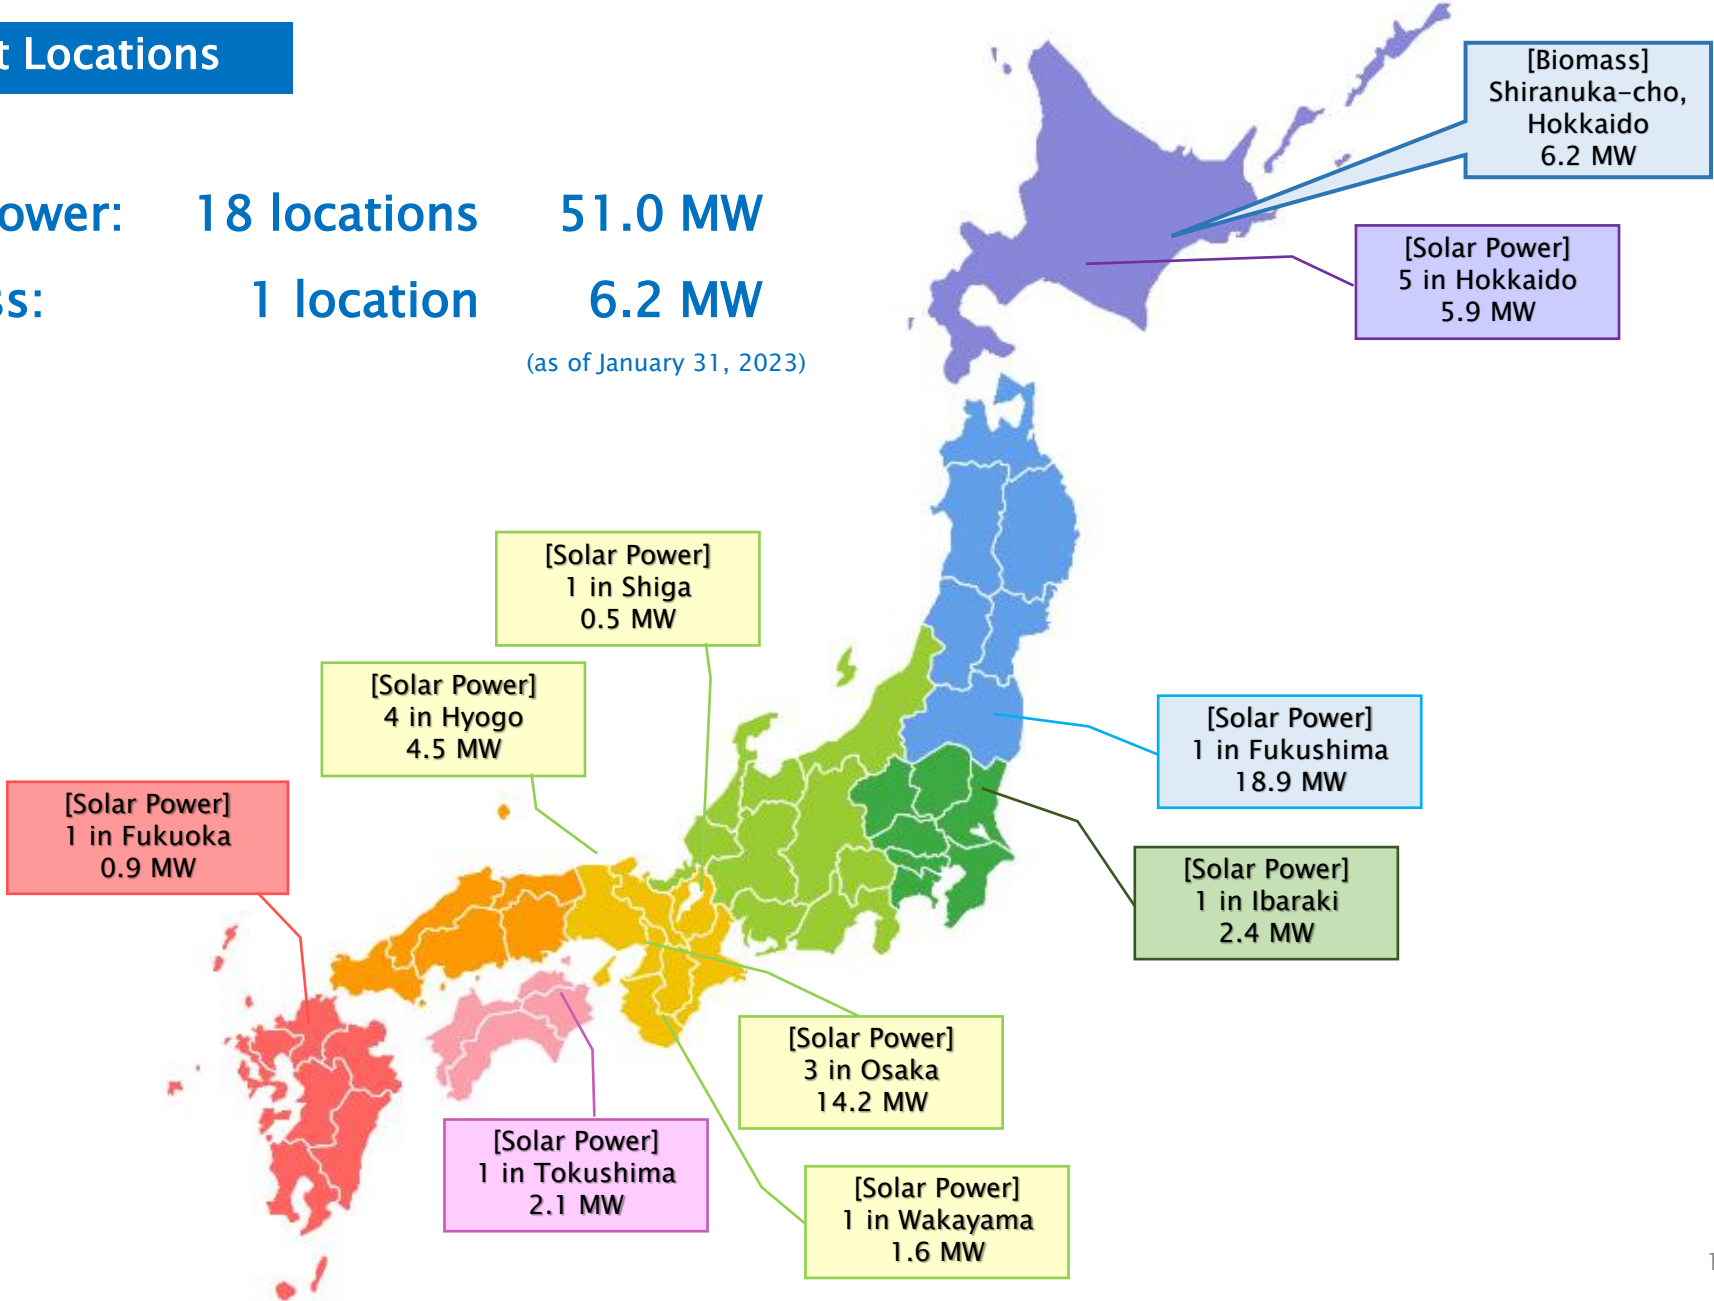 t Locations
ower: 18 locations 51.0 MW
ss: 1 location 6.2 MW
(as of January 31, 2023)
[Biomass]
Shiranuka-cho,
Hokkaido
6.2 MW
[Solar Power]
5 in Hokkaido
5.9 MW
[Solar Power]
1 in Shiga
0.5 MW
[Solar Power]
4 in Hyogo
4.5 MW
[Solar Power]
1 in Fukushima
18.9 MW
[Solar Power]
1 in Fukuoka
0.9 MW
[Solar Power]
1 in Ibaraki
2.4 MW
[Solar Power]
3 in Osaka
14.2 MW
[Solar Power]
1 in Tokushima
2.1 MW
[Solar Power]
1 in Wakayama
1.6 MW
1